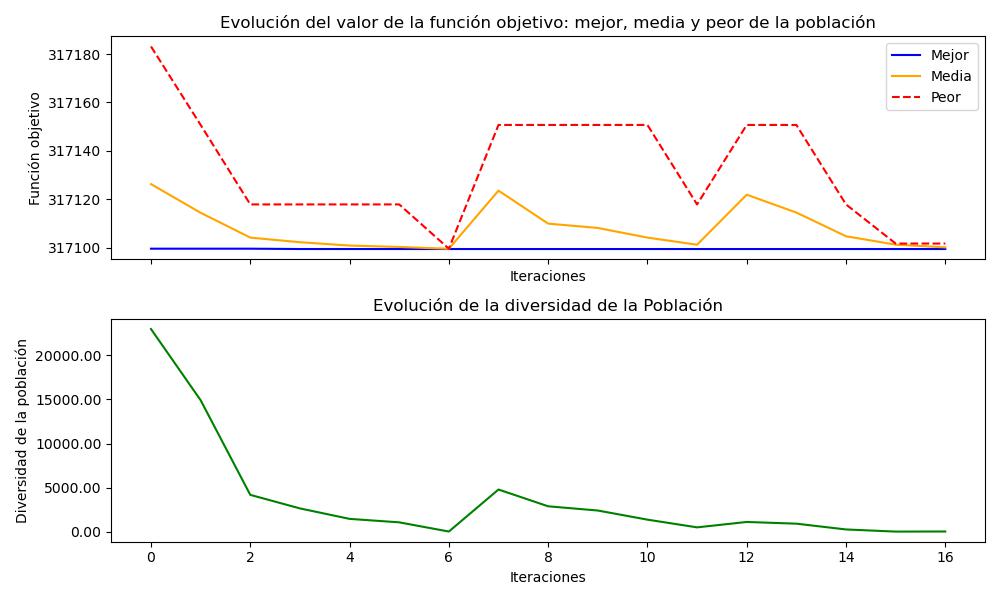 Evolución del valor de la función objetivo: mejor, media y peor de la población
317180
317160
317140
317120
317100
Función objetivo
Mejor
Media
Peor
Iteraciones
Evolución de la diversidad de la Población
20000.00
15000.00
10000.00
5000.00
0.00
Diversidad de la población
0 2 4 6 8 10 12 14 16
Iteraciones